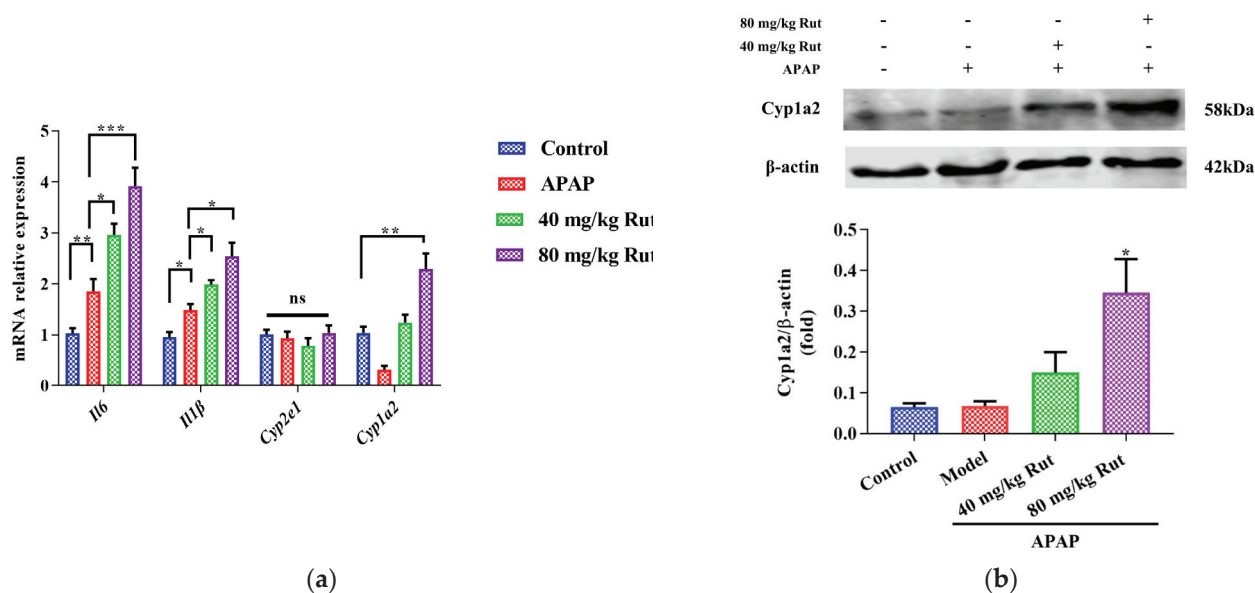 mRNA relative expression
5
4
3
2
1
0
***
*
**
*
*
*
ns
**
Il6
Il1β
Cyp2e1
Cyp1a2
Control
APAP
40 mg/kg Rut
80 mg/kg Rut
(a)
80 mg/kg Rut - - - +
40 mg/kg Rut - - + -
APAP - + + +
Cyp1a2 58kDa
β-actin 42kDa
Cyp1a2/β-actin
(fold)
0.5
0.4
0.3
0.2
0.1
0.0
*
Control
Model
40 mg/kg Rut
80 mg/kg Rut
APAP
(b)